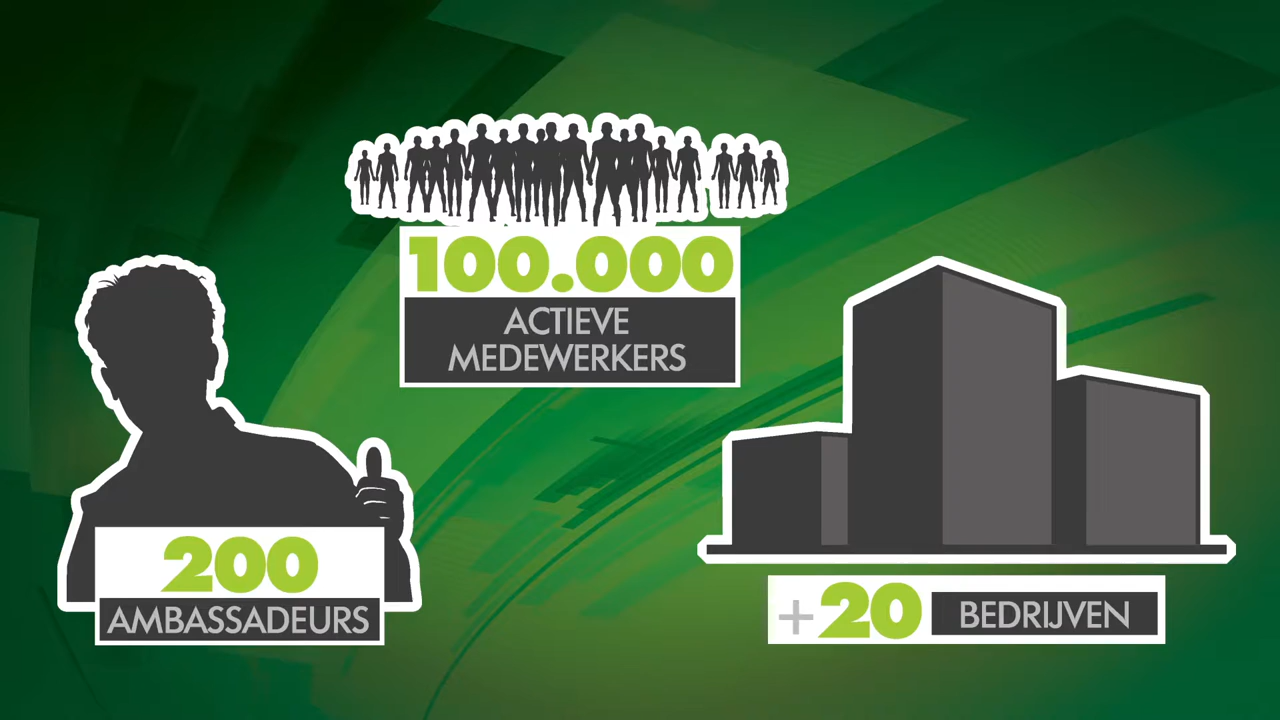 100.000
ACTIEVE
MEDEWERKERS
200
AMBASSADEURS
+20 BEDRIJVEN